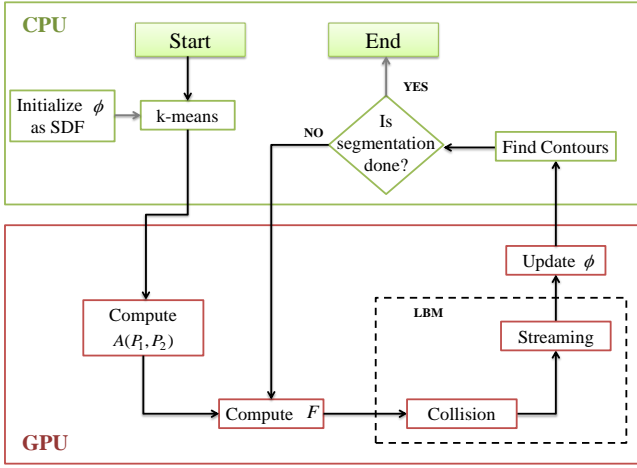 CPU
Start
End
Initialize ϕ
as SDF
k-means
YES
NO
Is
segmentation
done?
Find Contours
Update ϕ
Compute
A(P₁,P₂)
LBM
Streaming
Compute F
Collision
GPU